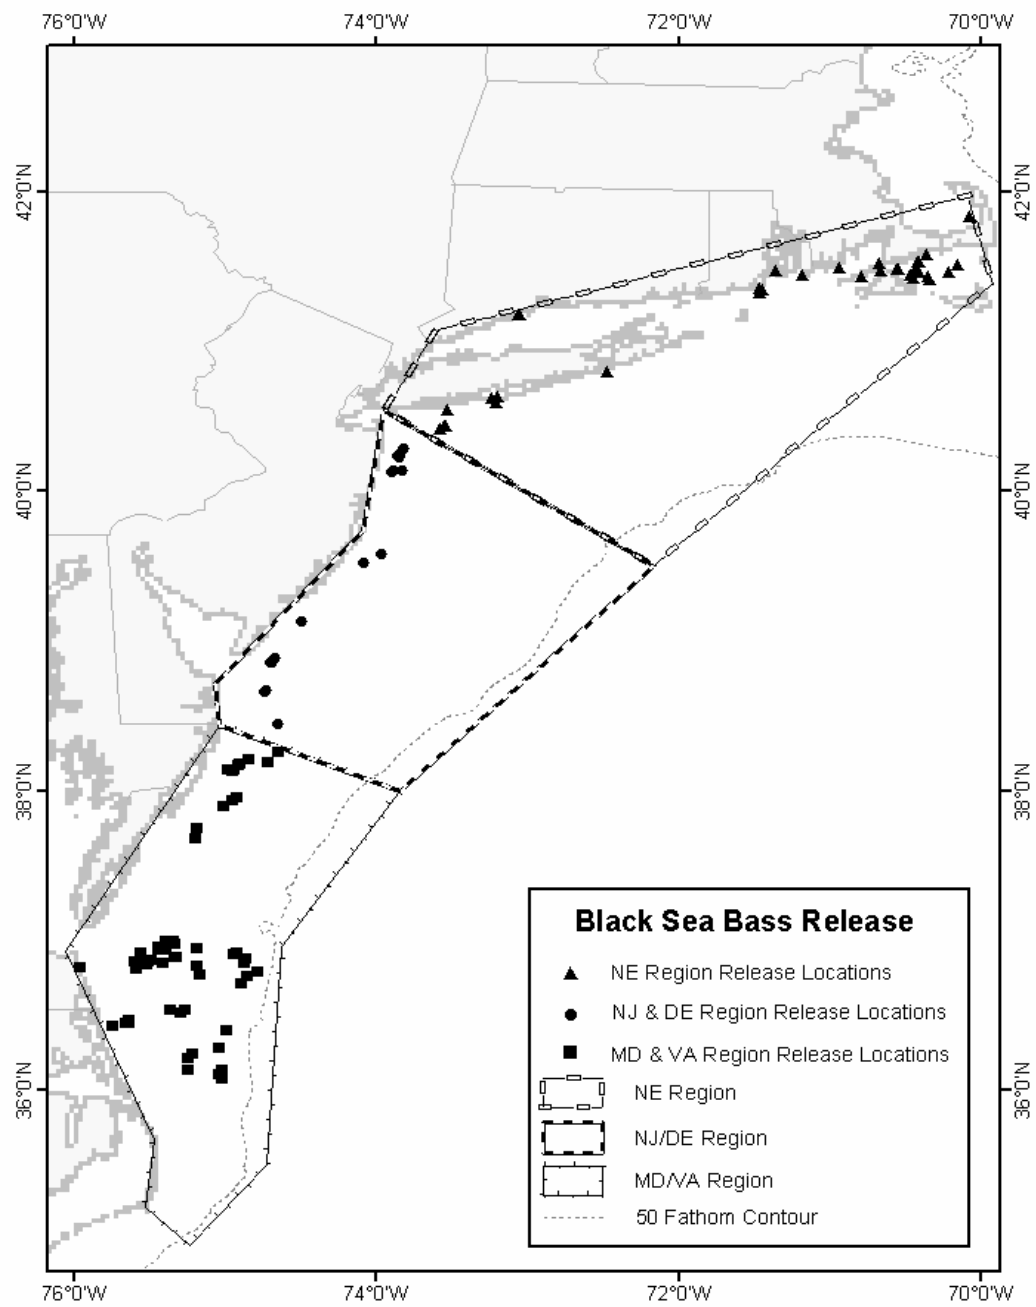 76°0'W 74°0'W 72°0'W 70°0'W
42°0'N 42°0'N
40°0'N 40°0'N
38°0'N 38°0'N
36°0'N 36°0'N
Black Sea Bass Release
NE Region Release Locations
NJ & DE Region Release Locations
MD & VA Region Release Locations
NE Region
NJ/DE Region
MD/VA Region
50 Fathom Contour
76°0'W 74°0'W 72°0'W 70°0'W